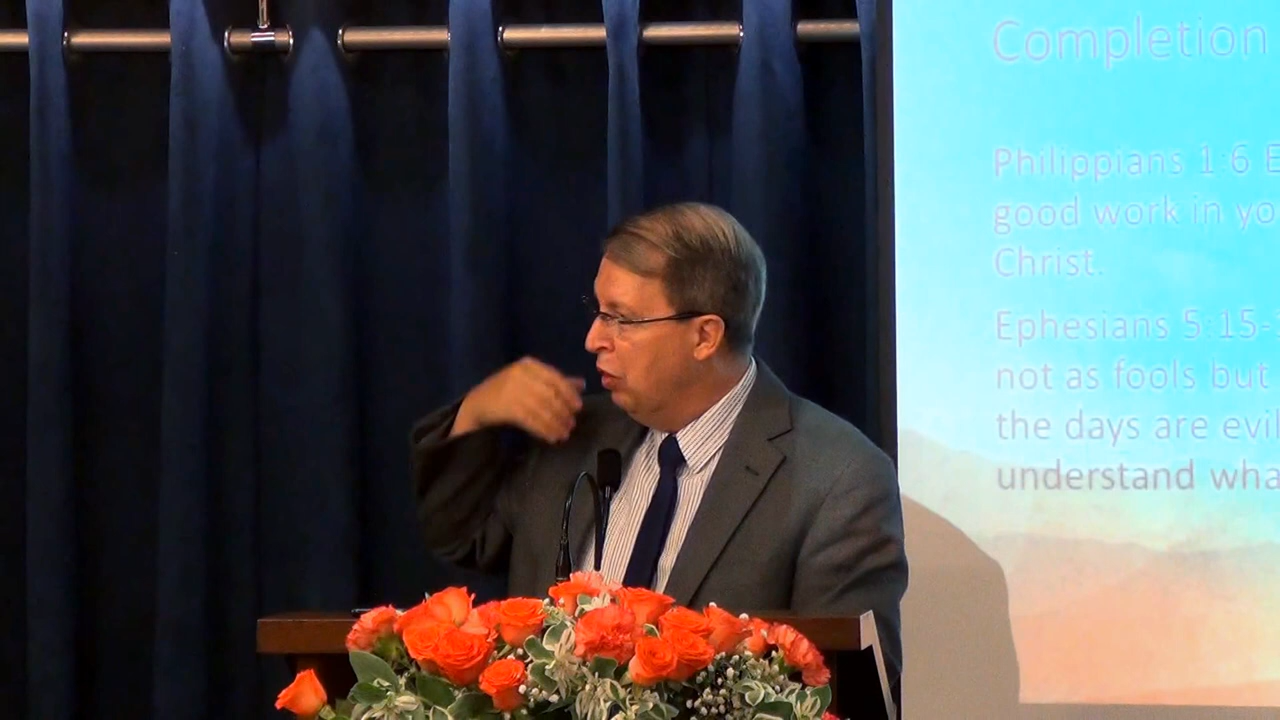 Completion
Philippians 1:6
good work in yo
Christ.
Ephesians 5:15-
not as fools but
the days are evil
understand wha